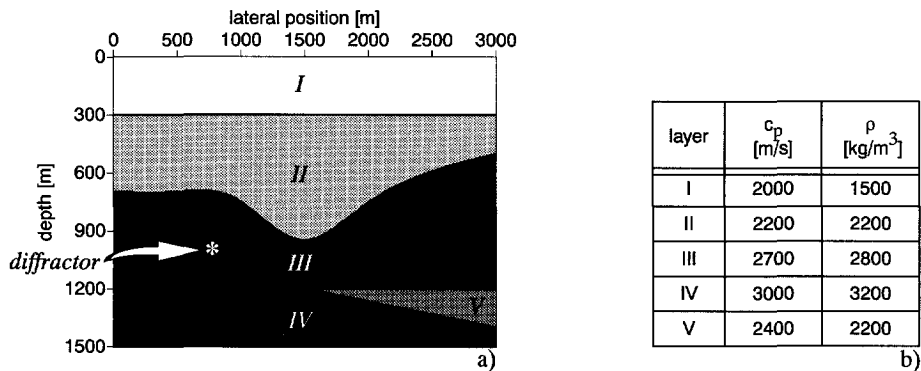 lateral position [m]
0 500 1000 1500 2000 2500 3000
0
300
600
900
1200
1500
depth [m]
I
II
III
IV
V
diffractor
*
a)
layer c_p [m/s] ρ [kg/m³]
I 2000 1500
II 2200 2200
III 2700 2800
IV 3000 3200
V 2400 2200
b)